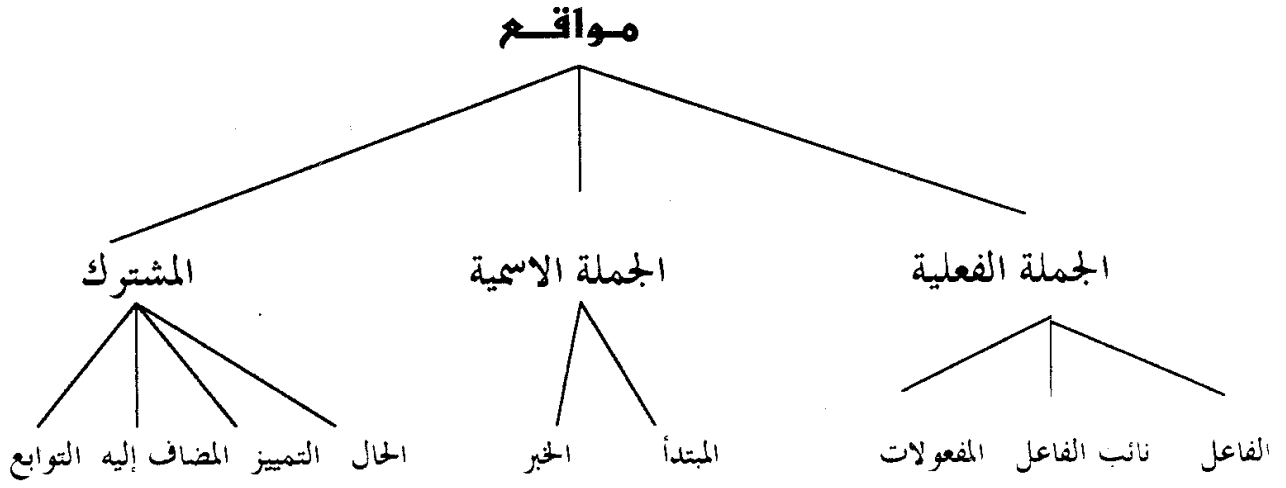 مواقع
الجملة الفعلية الجملة الاسمية المشترك
الفاعل نائب الفاعل المفعولات المبتدأ الخبر الحال التمييز المضاف إليه التوابع